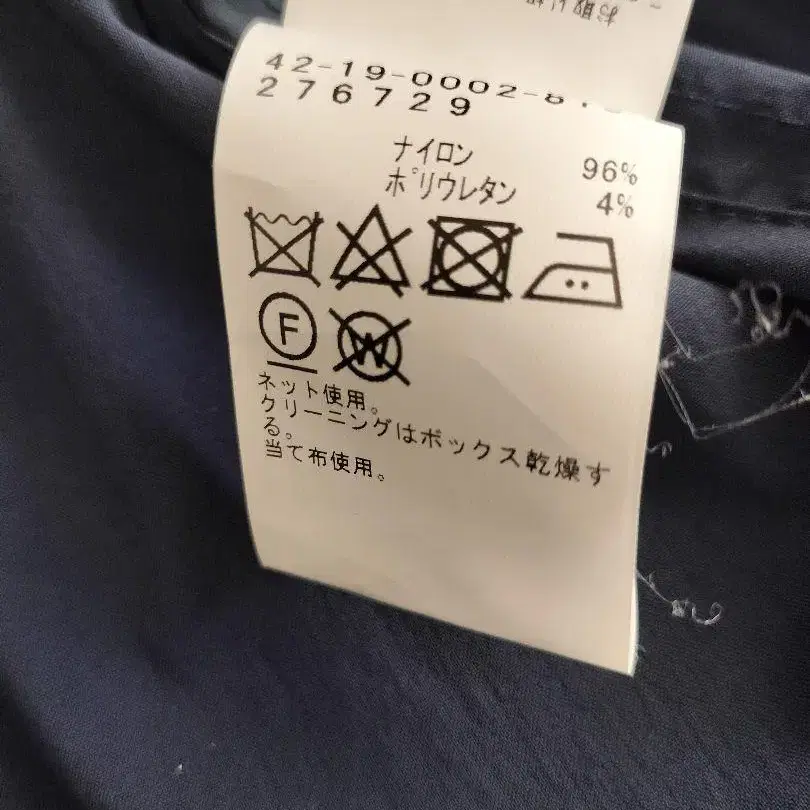 42-19-0002-8
276729
ナイロン 96%
ポリウレタン 4%
F
W
ネット使用。
クリーニングはボックス乾燥す
る。
当て布使用。